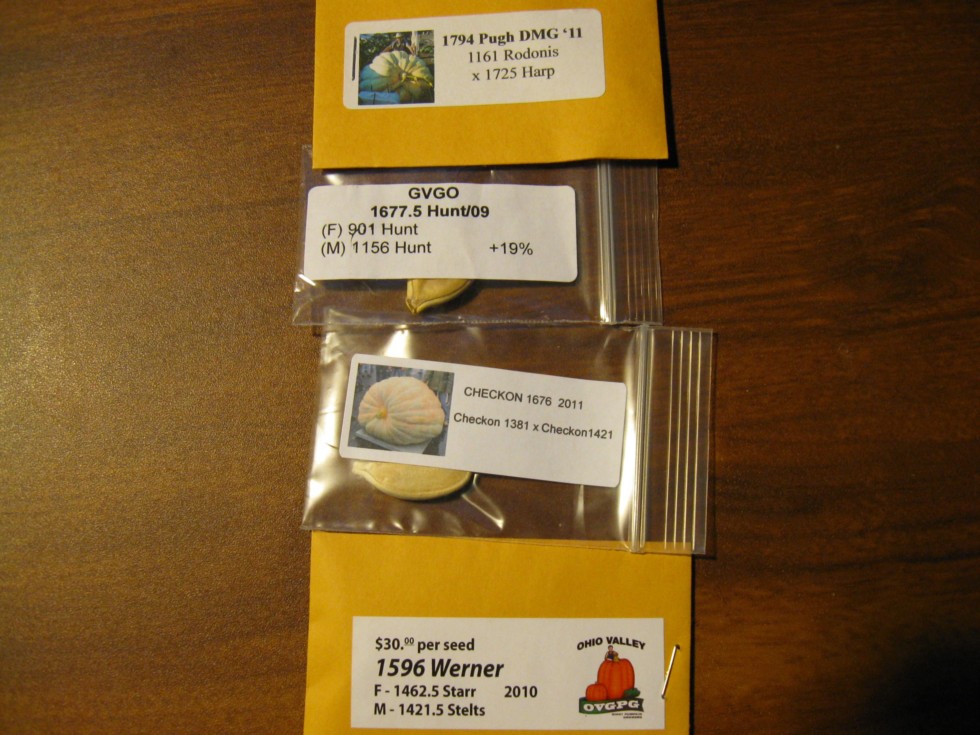 1794 Pugh DMG ‘11
1161 Rodonis
x 1725 Harp
GVGO
1677.5 Hunt/09
(F) 901 Hunt
(M) 1156 Hunt +19%
CHECKON 1676 2011
Checkon 1381 x Checkon1421
$30.00 per seed
1596 Werner
F - 1462.5 Starr 2010
M - 1421.5 Stelts
OHIO VALLEY
OVGPG